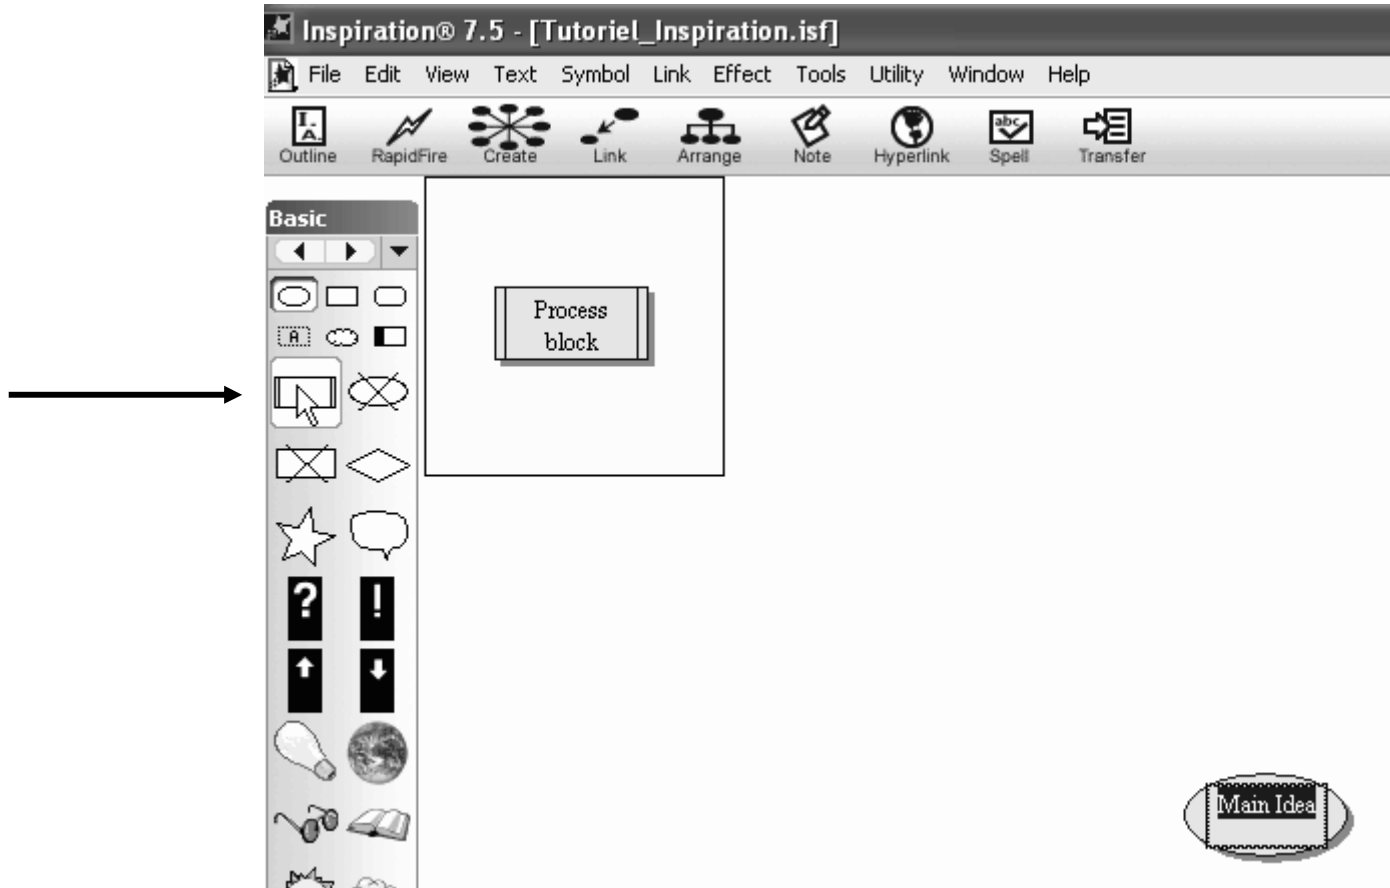 Inspiration® 7.5 - [Tutoriel_Inspiration.isf]
File Edit View Text Symbol Link Effect Tools Utility Window Help
I.
A.
abc
Outline RapidFire Create Link Arrange Note Hyperlink Spell Transfer
Basic
Process
block
A
?
!
Main Idea